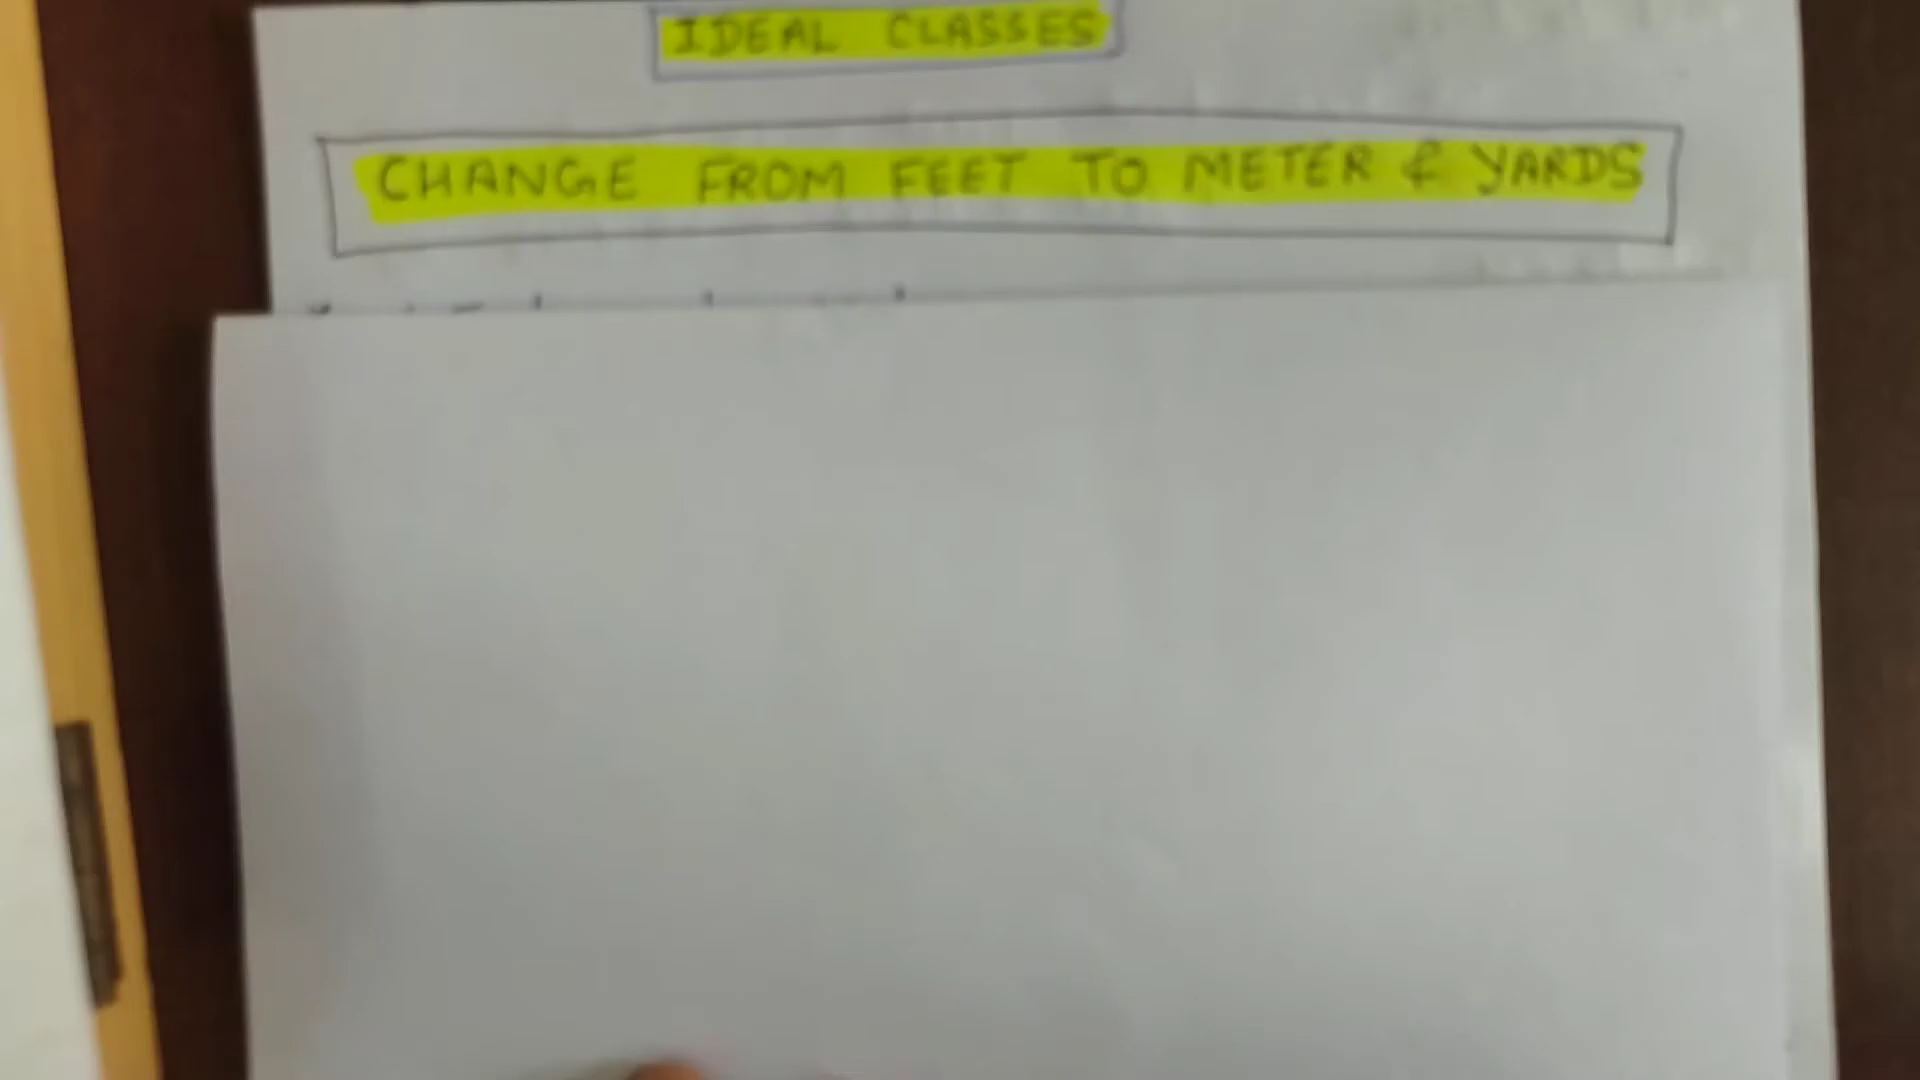 IDEAL CLASSES
CHANGE FROM FEET TO METER & YARDS